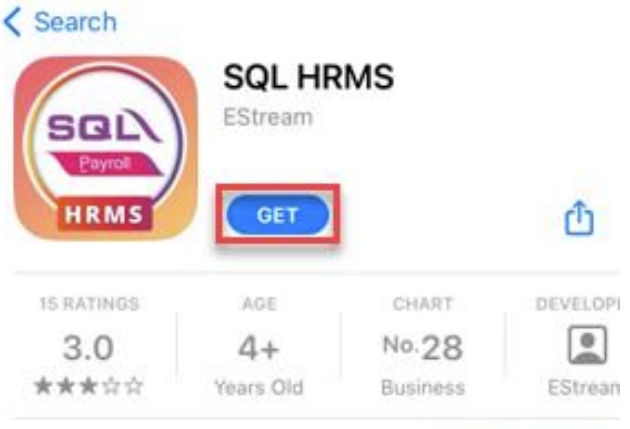 Search
SQL HRMS
EStream
SQL
Payroll
HRMS
GET
15 RATINGS
AGE
CHART
DEVELOPE
3.0
4+
No.28
★★★☆☆
Years Old
Business
EStream